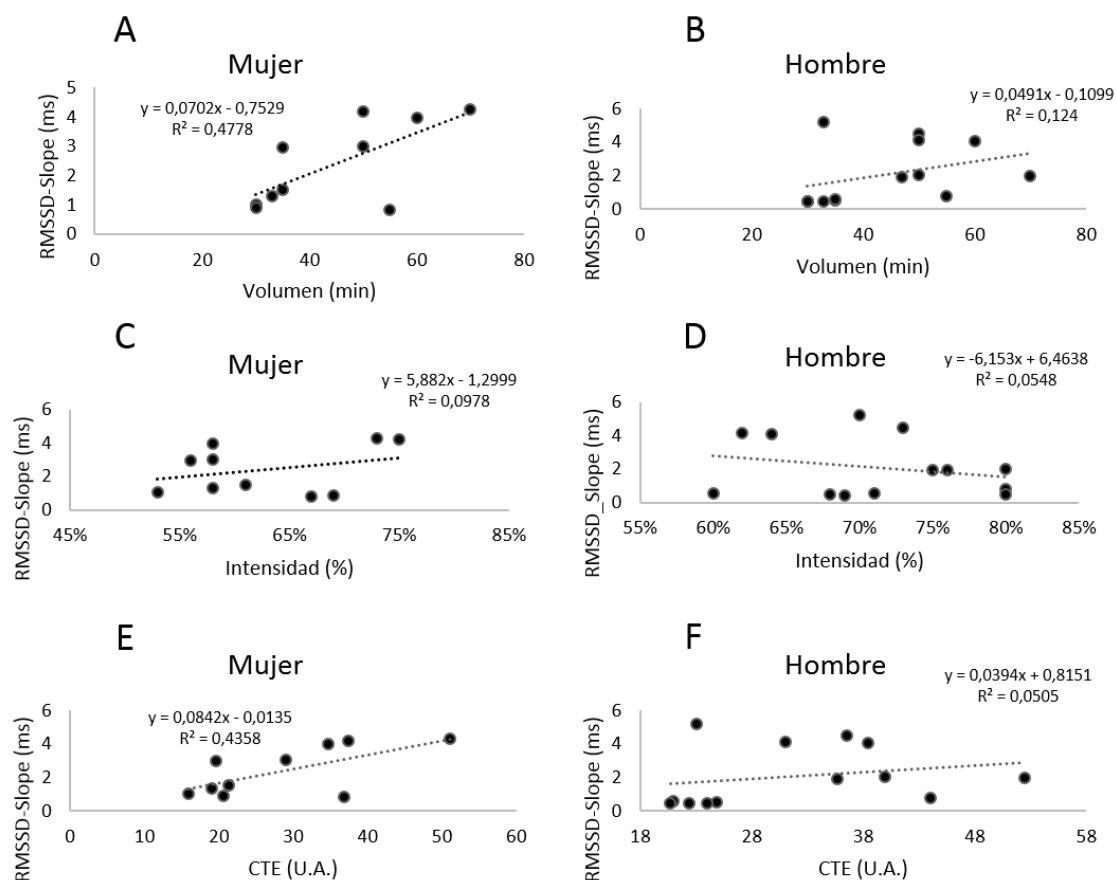 A
Mujer
y = 0,0702x - 0,7529
R² = 0,4778
RMSSD-Slope (ms)
5
4
3
2
1
0
0 20 40 60 80
Volumen (min)
B
Hombre
y = 0,0491x - 0,1099
R² = 0,124
RMSSD-Slope (ms)
6
4
2
0
0 20 40 60 80
Volumen (min)
C
Mujer
y = 5,882x - 1,2999
R² = 0,0978
RMSSD-Slope (ms)
6
4
2
0
45% 55% 65% 75% 85%
Intensidad (%)
D
Hombre
y = -6,153x + 6,4638
R² = 0,0548
RMSSD_Slope (ms)
6
4
2
0
55% 60% 65% 70% 75% 80% 85%
Intensidad (%)
E
Mujer
y = 0,0842x - 0,0135
R² = 0,4358
RMSSD-Slope (ms)
6
4
2
0
0 10 20 30 40 50 60
CTE (U.A.)
F
Hombre
y = 0,0394x + 0,8151
R² = 0,0505
RMSSD-Slope (ms)
6
4
2
0
18 28 38 48 58
CTE (U.A.)